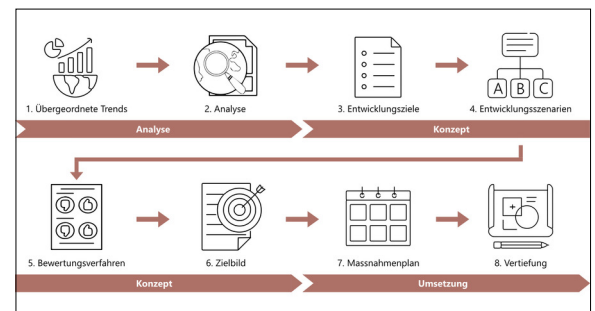 1. Übergeordnete Trends
2. Analyse
3. Entwicklungsziele
A B C
4. Entwicklungsszenarien
Analyse
Konzept
5. Bewertungsverfahren
6. Zielbild
7. Massnahmenplan
8. Vertiefung
Konzept
Umsetzung